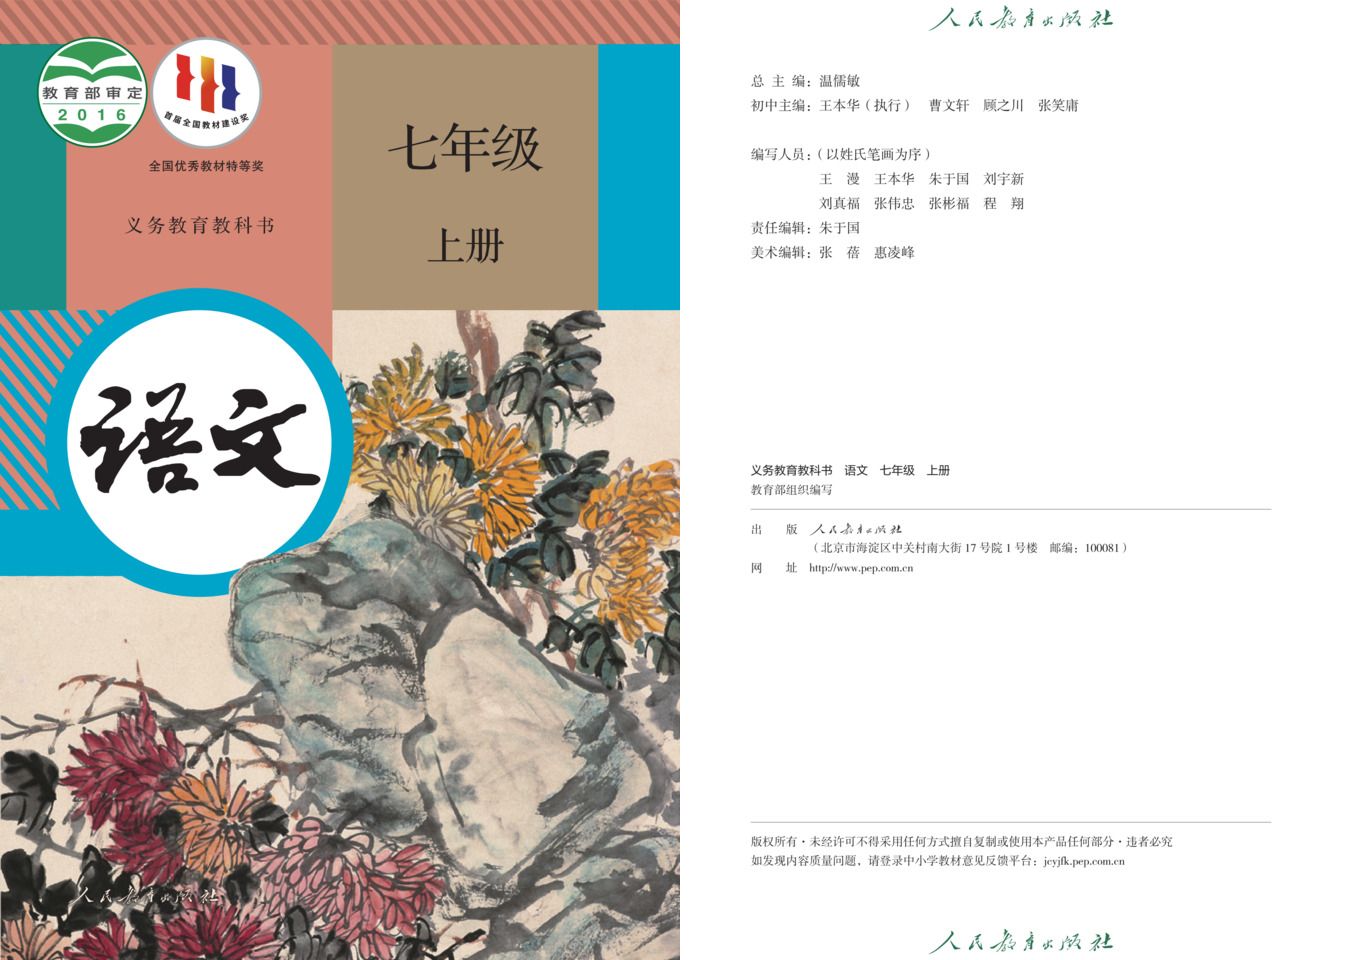 教育部审定
2016
首届全国教材建设奖
全国优秀教材特等奖
义务教育教科书
七年级
上册
语文
人民教育出版社
人民教育出版社
总 主 编：温儒敏
初中主编：王本华（执行） 曹文轩 顾之川 张笑庸
编写人员：（以姓氏笔画为序）
王 漫 王本华 朱于国 刘宇新
刘真福 张伟忠 张彬福 程 翔
责任编辑：朱于国
美术编辑：张 蓓 惠凌峰
义务教育教科书 语文 七年级 上册
教育部组织编写
出 版 人民教育出版社
（北京市海淀区中关村南大街 17 号院 1 号楼 邮编：100081）
网 址 http://www.pep.com.cn
版权所有·未经许可不得采用任何方式擅自复制或使用本产品任何部分·违者必究
如发现内容质量问题，请登录中小学教材意见反馈平台：jcyjfk.pep.com.cn
人民教育出版社